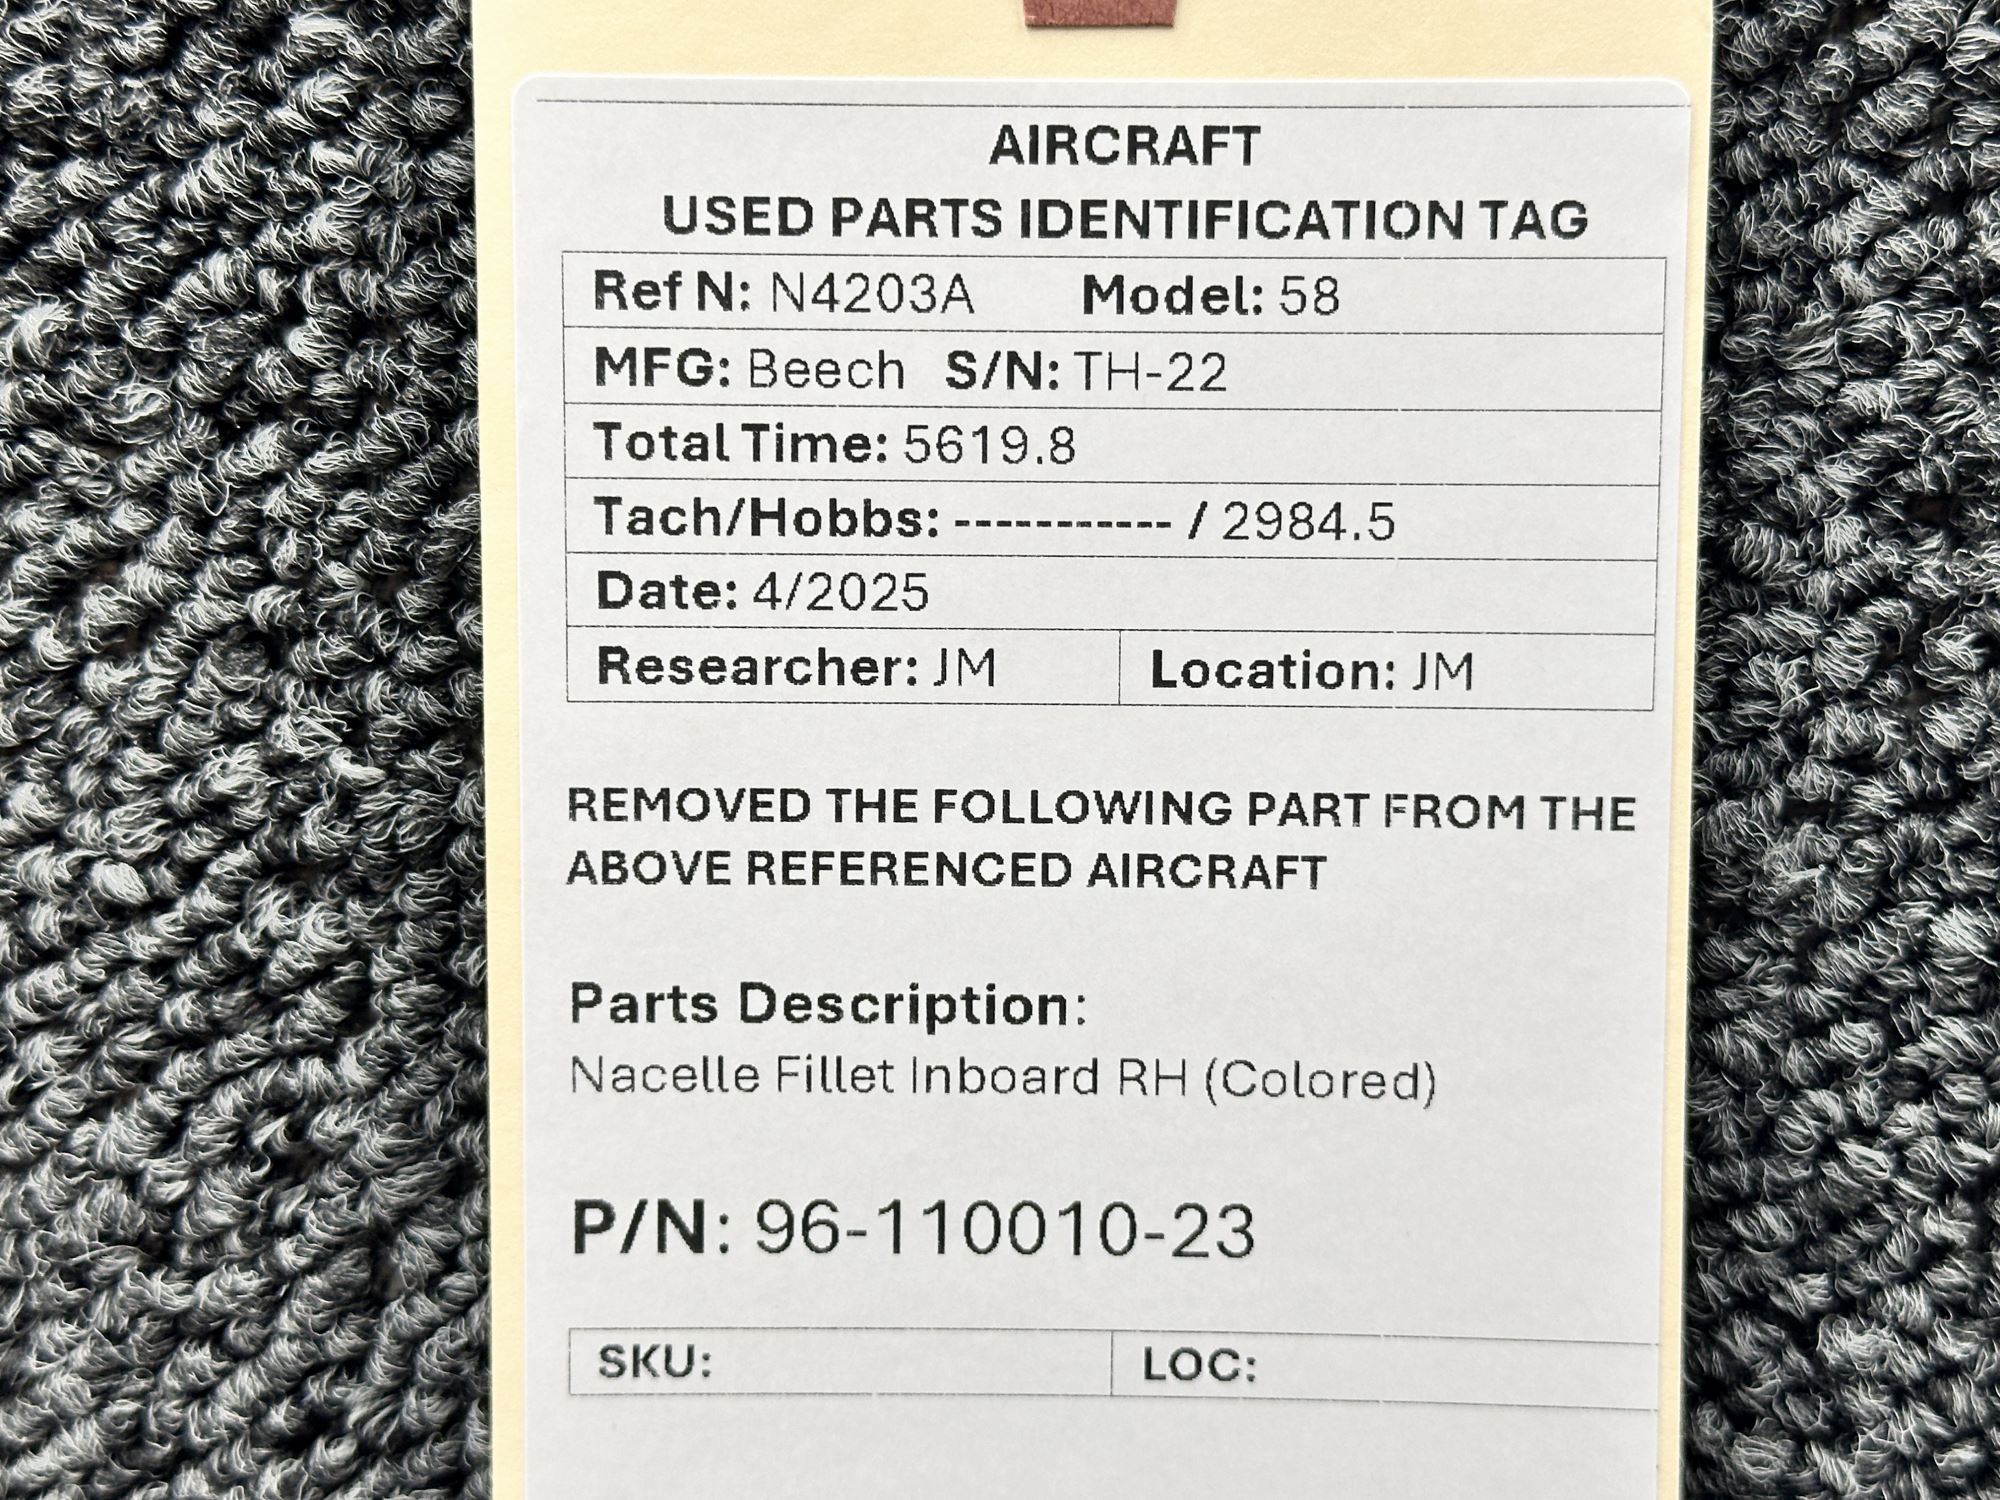 AIRCRAFT
USED PARTS IDENTIFICATION TAG
Ref N: N4203A Model: 58
MFG: Beech S/N: TH-22
Total Time: 5619.8
Tach/Hobbs: ----------- / 2984.5
Date: 4/2025
Researcher: JM Location: JM
REMOVED THE FOLLOWING PART FROM THE
ABOVE REFERENCED AIRCRAFT
Parts Description:
Nacelle Fillet Inboard RH (Colored)
P/N: 96-110010-23
SKU: LOC: